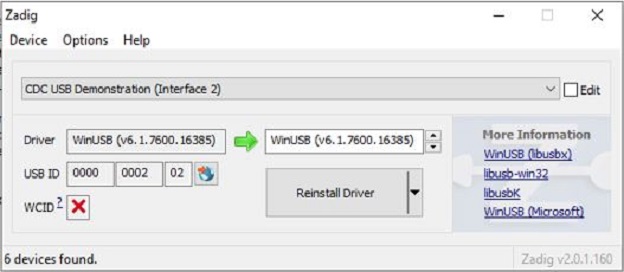 Zadig
Device Options Help
CDC USB Demonstration (Interface 2)
Edit
Driver WinUSB (v6.1.7600.16385) WinUSB (v6.1.7600.16385)
USB ID 0000 0002 02
WCID ?
Reinstall Driver
More Information
WinUSB (libusbx)
libusb-win32
libusbK
WinUSB (Microsoft)
6 devices found.
Zadig v2.0.1.160